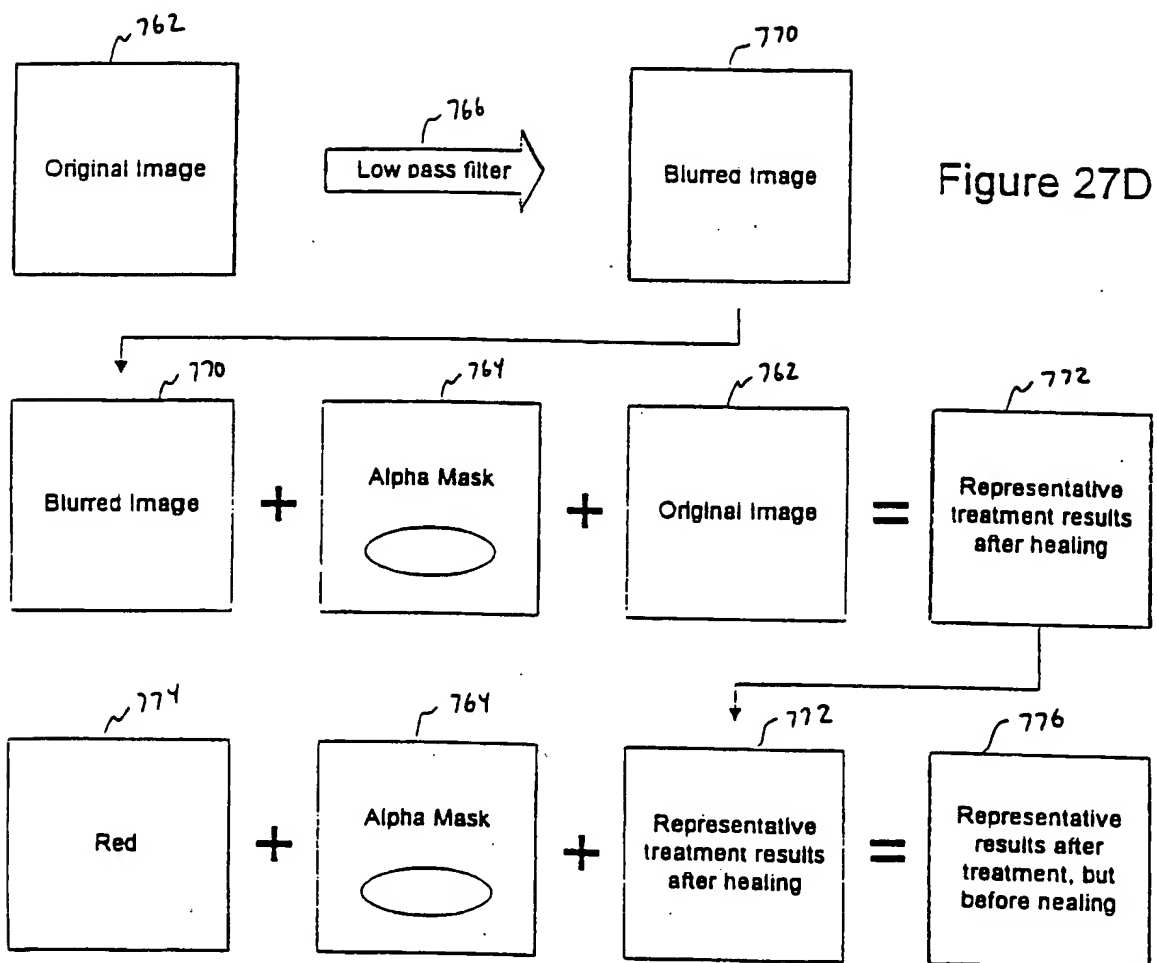 762
770
766
Original Image
Low pass filter
Blurred Image
Figure 27D
770
764
762
772
Blurred Image
+
Alpha Mask
+
Original Image
=
Representative
treatment results
after healing
774
764
772
776
Red
+
Alpha Mask
+
Representative
treatment results
after healing
=
Representative
results after
treatment, but
before nealing